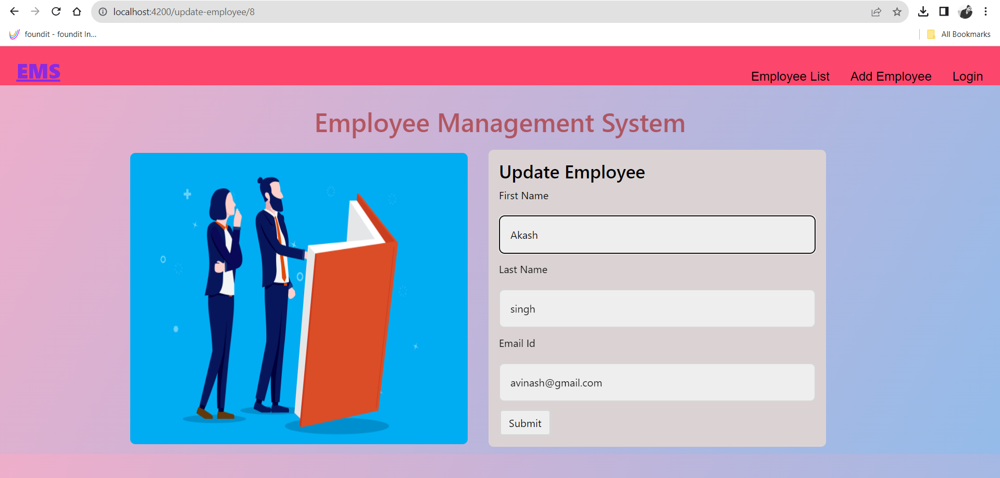 localhost:4200/update-employee/8
foundit - foundit In...
All Bookmarks
EMS
Employee List
Add Employee
Login
Employee Management System
Update Employee
First Name
Akash
Last Name
singh
Email Id
avinash@gmail.com
Submit